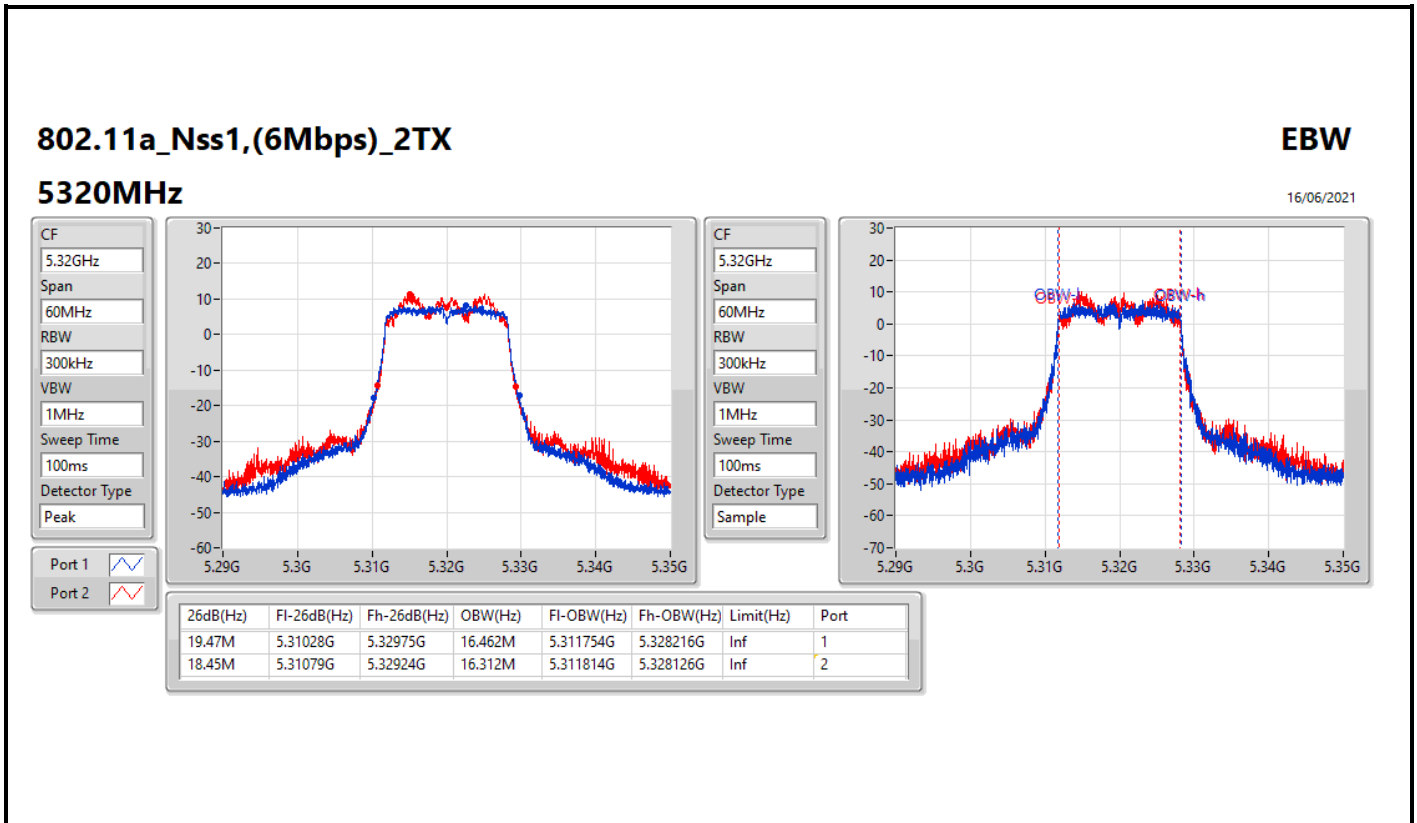 802.11a_Nss1,(6Mbps)_2TX
EBW
5320MHz
16/06/2021
CF
5.32GHz
Span
60MHz
RBW
300kHz
VBW
1MHz
Sweep Time
100ms
Detector Type
Peak
Port 1
Port 2
30
20
10
0
-10
-20
-30
-40
-50
-60
5.29G 5.3G 5.31G 5.32G 5.33G 5.34G 5.35G
CF
5.32GHz
Span
60MHz
RBW
300kHz
VBW
1MHz
Sweep Time
100ms
Detector Type
Sample
30
20
10
0
-10
-20
-30
-40
-50
-60
-70
OBW-l OBW-h
5.29G 5.3G 5.31G 5.32G 5.33G 5.34G 5.35G
26dB(Hz) Fl-26dB(Hz) Fh-26dB(Hz) OBW(Hz) Fl-OBW(Hz) Fh-OBW(Hz) Limit(Hz) Port
19.47M 5.31028G 5.32975G 16.462M 5.311754G 5.328216G Inf 1
18.45M 5.31079G 5.32924G 16.312M 5.311814G 5.328126G Inf 2